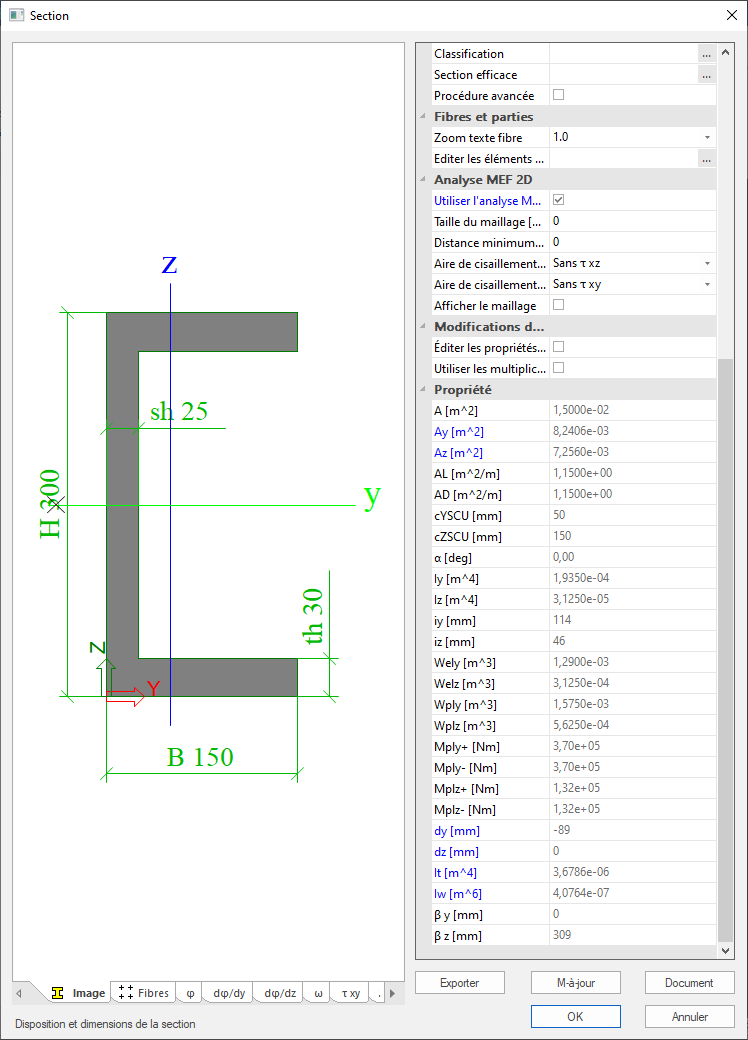 Section
z
sh 25
y
H 300
th 30
Z
Y
B 150
Image
Fibres
φ
dφ/dy
dφ/dz
ω
τ xy
.
Disposition et dimensions de la section
Classification ...
Section efficace ...
Procédure avancée
Fibres et parties
Zoom texte fibre 1.0
Editer les éléments ... ...
Analyse MEF 2D
Utiliser l'analyse M...
Taille du maillage [... 0
Distance minimum... 0
Aire de cisaillement... Sans τ xz
Aire de cisaillement... Sans τ xy
Afficher le maillage
Modifications d...
Éditer les propriétés...
Utiliser les multiplic...
Propriété
A [m^2] 1,5000e-02
Ay [m^2] 8,2406e-03
Az [m^2] 7,2560e-03
AL [m^2/m] 1,1500e+00
AD [m^2/m] 1,1500e+00
cYSCU [mm] 50
cZSCU [mm] 150
α [deg] 0,00
Iy [m^4] 1,9350e-04
Iz [m^4] 3,1250e-05
iy [mm] 114
iz [mm] 46
Wely [m^3] 1,2900e-03
Welz [m^3] 3,1250e-04
Wply [m^3] 1,5750e-03
Wplz [m^3] 5,6250e-04
Mply+ [Nm] 3,70e+05
Mply- [Nm] 3,70e+05
Mplz+ [Nm] 1,32e+05
Mplz- [Nm] 1,32e+05
dy [mm] -89
dz [mm] 0
It [m^4] 3,6786e-06
Iw [m^6] 4,0764e-07
β y [mm] 0
β z [mm] 309
Exporter
M-à-jour
Document
OK
Annuler